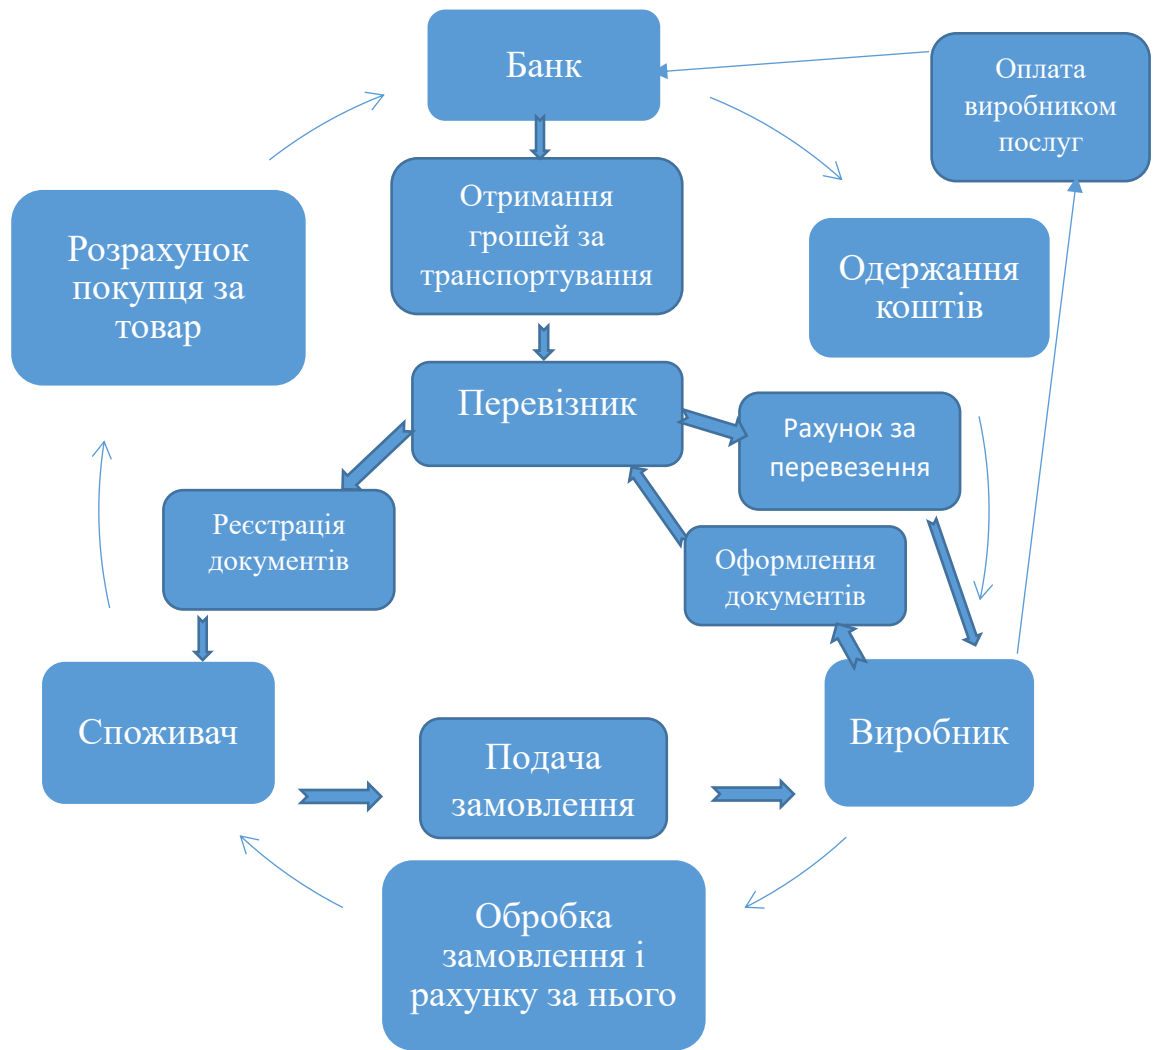 Банк
Оплата
виробником
послуг
Отримання
грошей за
транспортування
Розрахунок
покупця за
товар
Одержання
коштів
Перевізник
Рахунок за
перевезення
Реєстрація
документів
Оформлення
документів
Споживач
Подача
замовлення
Виробник
Обробка
замовлення і
рахунку за нього